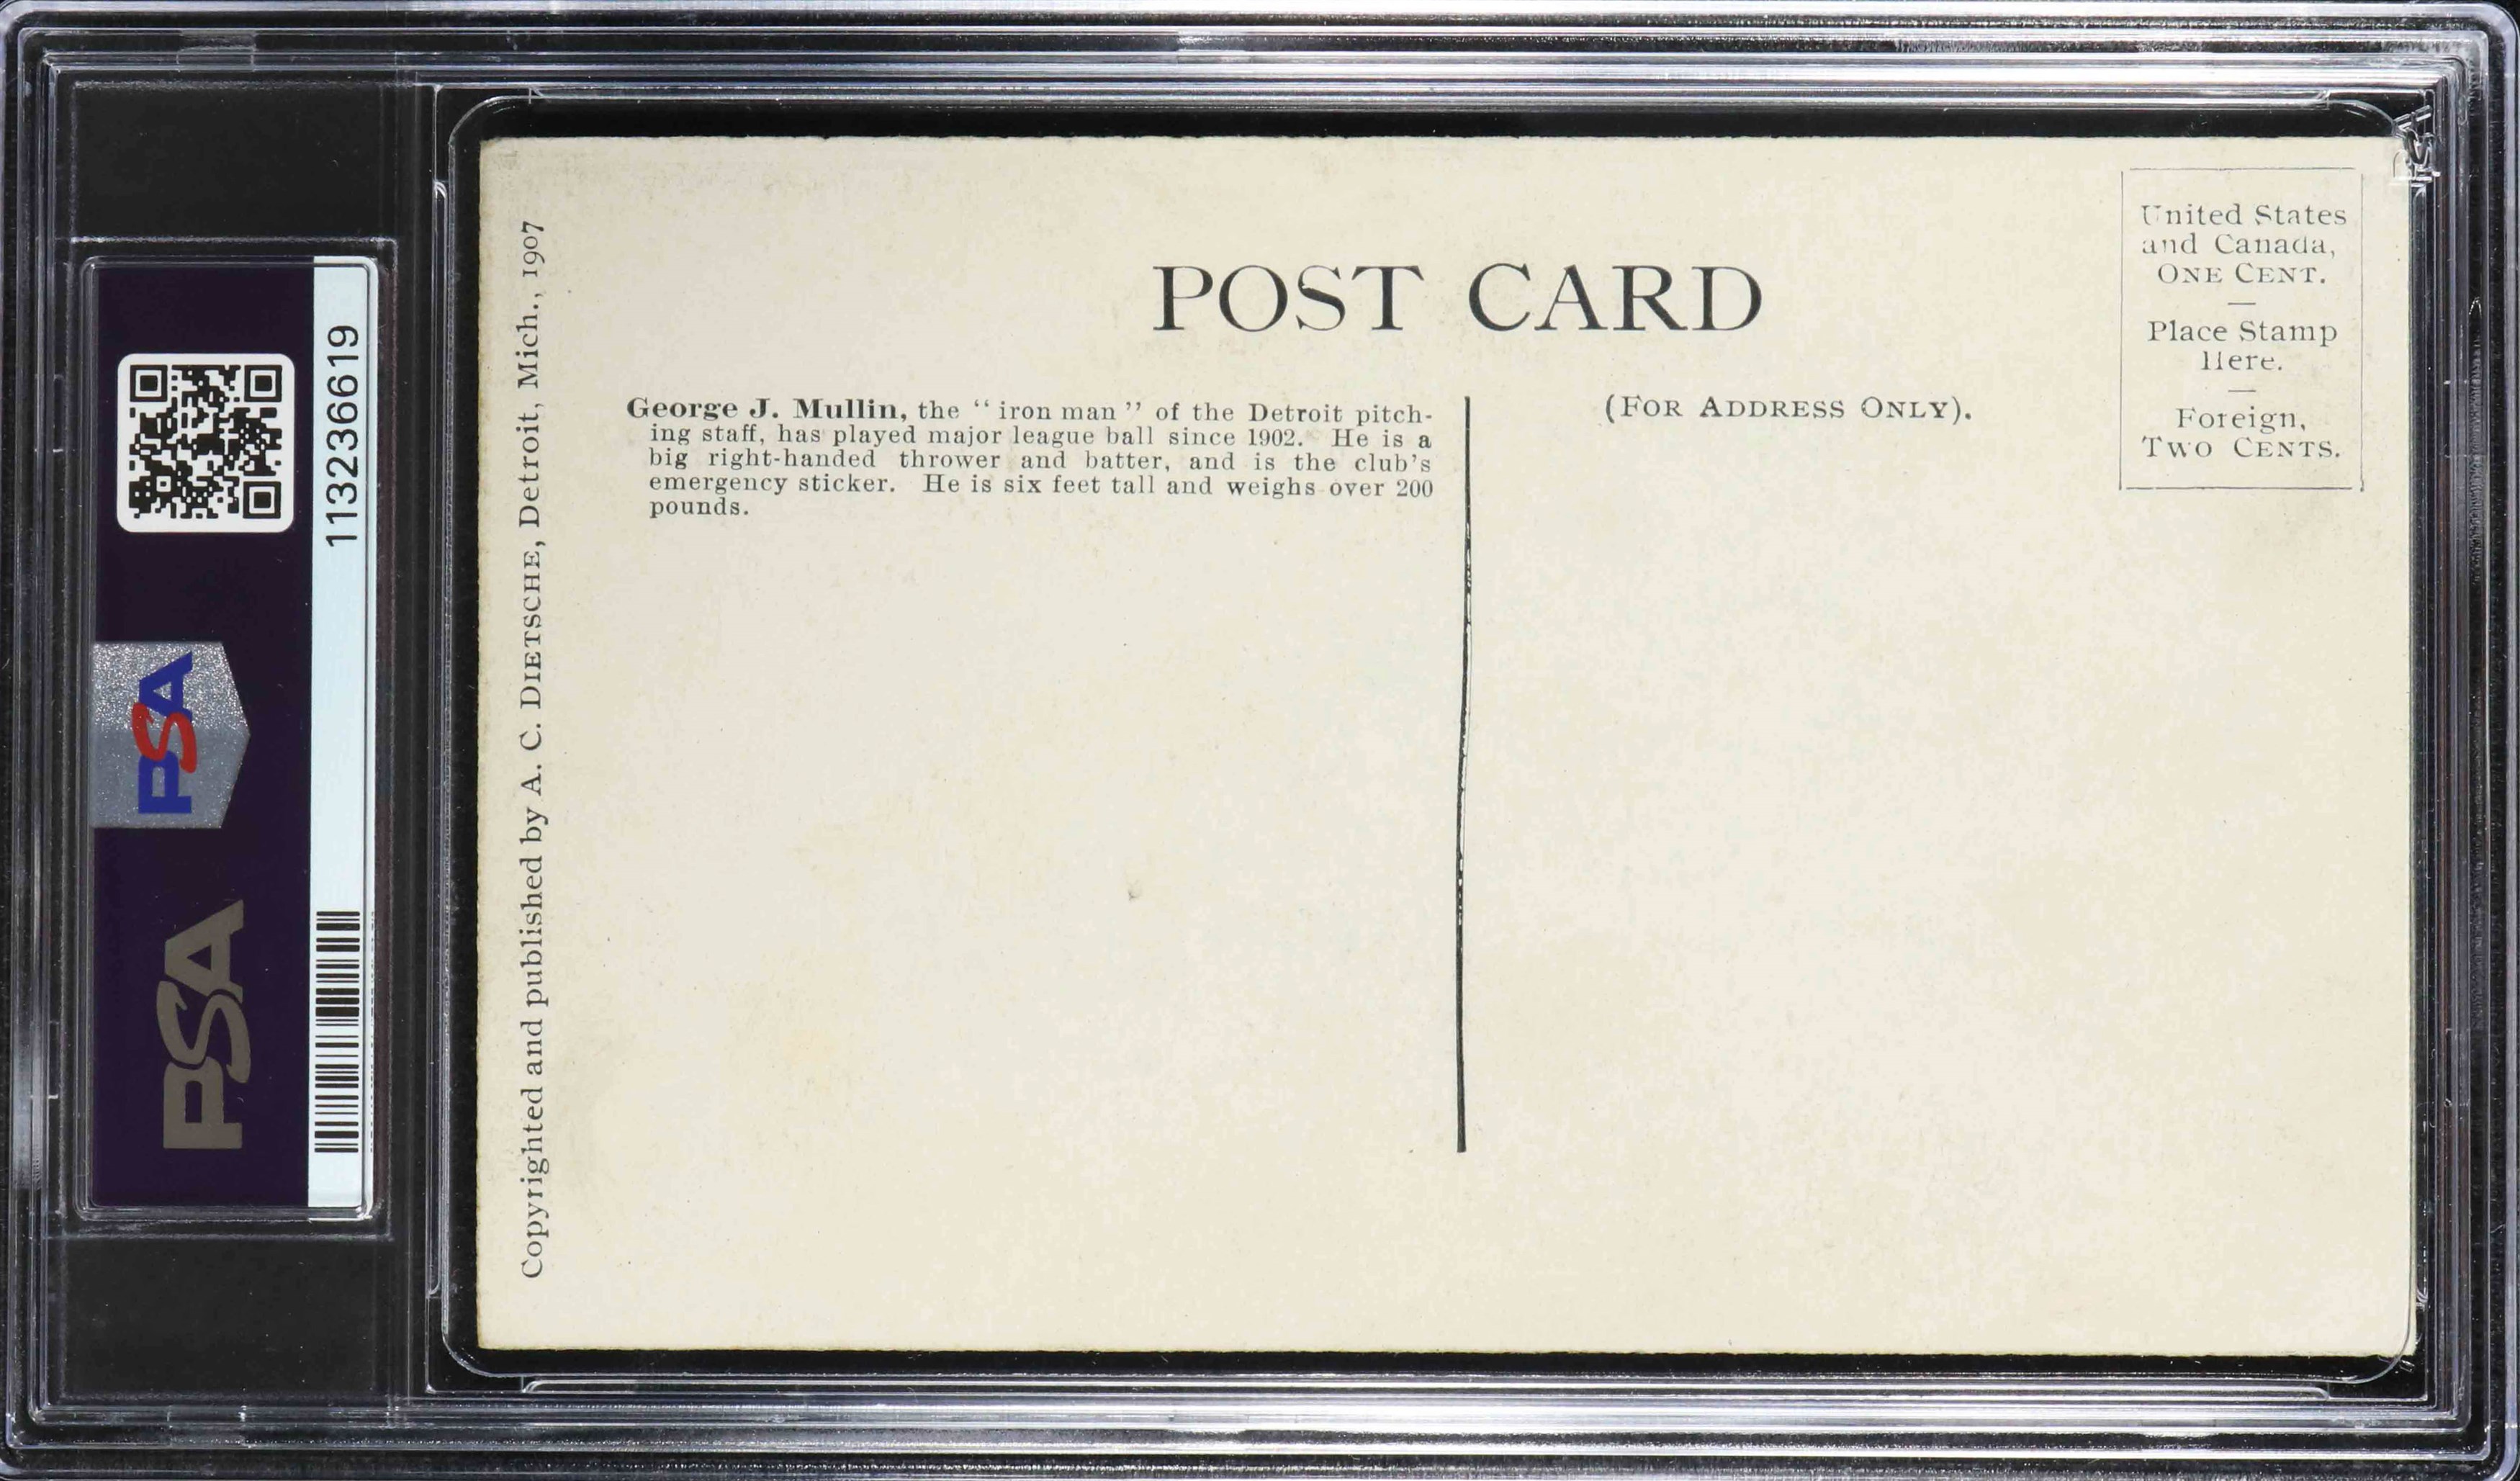 113236619
PSA
PSA
Copyrighted and published by A. C. DIETSCHE, Detroit, Mich., 1907
POST CARD
George J. Mullin, the “ iron man ” of the Detroit pitch-
ing staff, has played major league ball since 1902. He is a
big right-handed thrower and batter, and is the club's
emergency sticker. He is six feet tall and weighs over 200
pounds.
(FOR ADDRESS ONLY).
United States
and Canada,
ONE CENT.
—
Place Stamp
Here.
—
Foreign,
TWO CENTS.